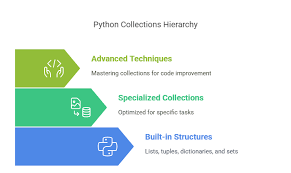 Python Collections Hierarchy
Advanced Techniques
Mastering collections for code improvement
Specialized Collections
Optimized for specific tasks
Built-in Structures
Lists, tuples, dictionaries, and sets